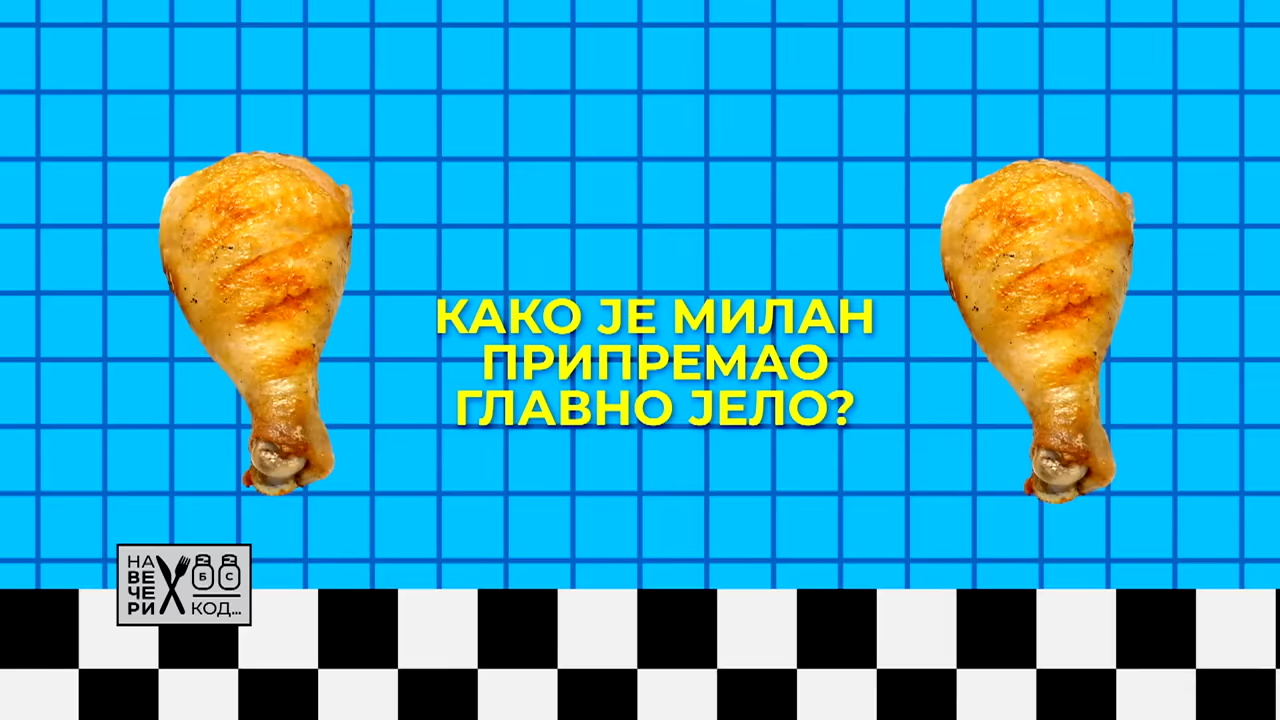 КАКО ЈЕ МИЛАН
ПРИПРЕМАО
ГЛАВНО ЈЕЛО?
НА
ВЕ
ЧЕ
РИ
Б С
КОД...